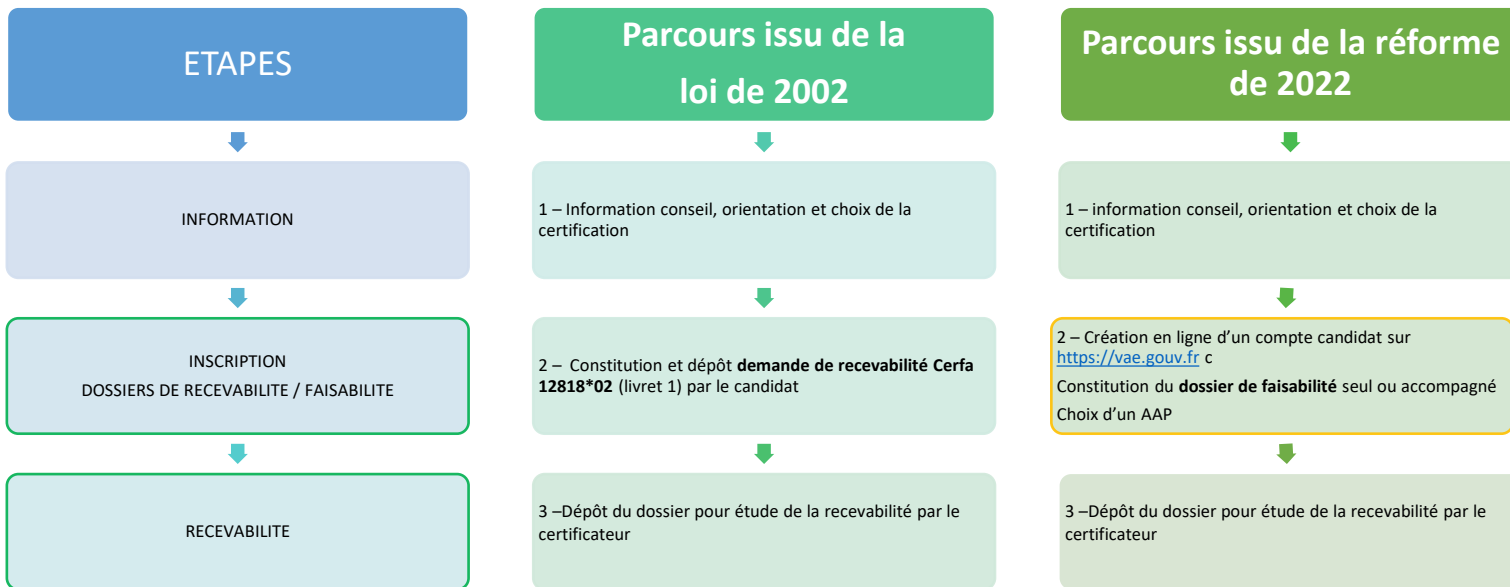 ETAPES
INFORMATION
INSCRIPTION
DOSSIERS DE RECEVABILITE / FAISABILITE
RECEVABILITE
Parcours issu de la
loi de 2002
1 – Information conseil, orientation et choix de la
certification
2 – Constitution et dépôt demande de recevabilité Cerfa
12818*02 (livret 1) par le candidat
3 –Dépôt du dossier pour étude de la recevabilité par le
certificateur
Parcours issu de la réforme
de 2022
1 – information conseil, orientation et choix de la
certification
2 – Création en ligne d’un compte candidat sur
https://vae.gouv.fr c
Constitution du dossier de faisabilité seul ou accompagné
Choix d’un AAP
3 –Dépôt du dossier pour étude de la recevabilité par le
certificateur